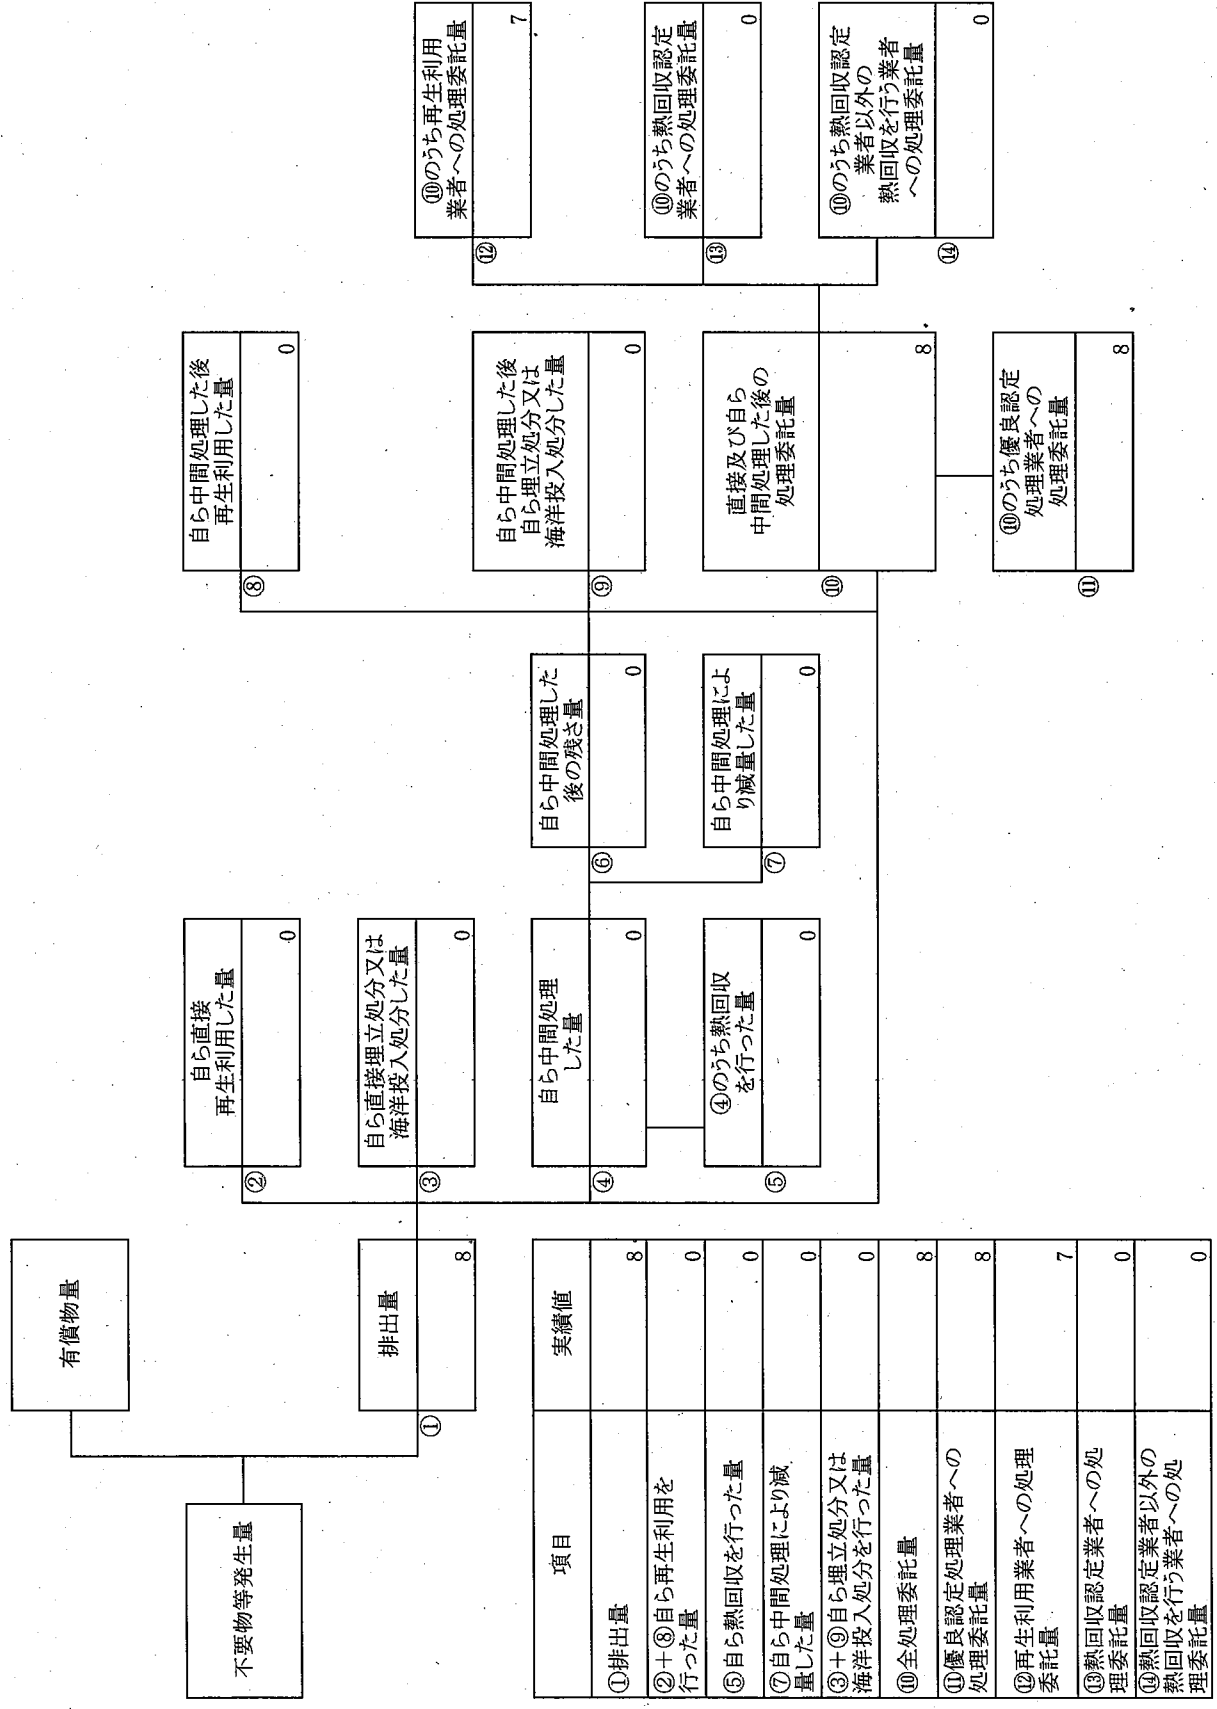 不要物等発生量
有償物量
①
排出量
8
②
自ら直接
再生利用した量
0
③
自ら直接埋立処分又は
海洋投入処分した量
0
④
自ら中間処理
した量
0
⑤
④のうち熱回収
を行った量
0
⑥
自ら中間処理した
後の残さ量
0
⑦
自ら中間処理によ
り減量した量
0
⑧
自ら中間処理した後
再生利用した量
0
⑨
自ら中間処理した後
自ら埋立処分又は
海洋投入処分した量
0
⑩
直接及び自ら
中間処理した後の
処理委託量
8
⑪
⑩のうち優良認定
処理業者への
処理委託量
8
⑫
⑩のうち再生利用
業者への処理委託量
7
⑬
⑩のうち熱回収認定
業者への処理委託量
0
⑭
⑩のうち熱回収認定
業者以外の
熱回収を行う業者
への処理委託量
0
項目 実績値
①排出量 8
②+⑧自ら再生利用を
行った量 0
⑤自ら熱回収を行った量 0
⑦自ら中間処理により減
量した量 0
③+⑨自ら埋立処分又は
海洋投入処分を行った量 0
⑩全処理委託量 8
⑪優良認定処理業者への
処理委託量 8
⑫再生利用業者への処理
委託量 7
⑬熱回収認定業者への処
理委託量 0
⑭熱回収認定業者以外の
熱回収を行う業者への処
理委託量 0